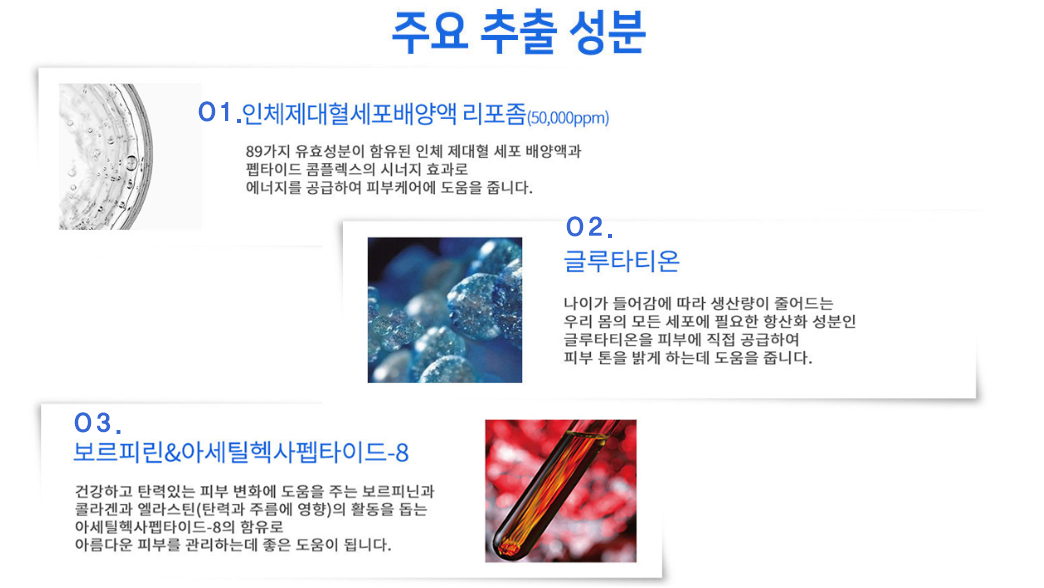 주요 추출 성분
01.인체제대혈세포배양액 리포좀(50,000ppm)
89가지 유효성분이 함유된 인체 제대혈 세포 배양액과
펩타이드 콤플렉스의 시너지 효과로
에너지를 공급하여 피부케어에 도움을 줍니다.
02.
글루타티온
나이가 들어감에 따라 생산량이 줄어드는
우리 몸의 모든 세포에 필요한 항산화 성분인
글루타티온을 피부에 직접 공급하여
피부 톤을 밝게 하는데 도움을 줍니다.
03.
보르피린&아세틸헥사펩타이드-8
건강하고 탄력있는 피부 변화에 도움을 주는 보르피닌과
콜라겐과 엘라스틴(탄력과 주름에 영향)의 활동을 돕는
아세틸헥사펩타이드-8의 함유로
아름다운 피부를 관리하는데 좋은 도움이 됩니다.